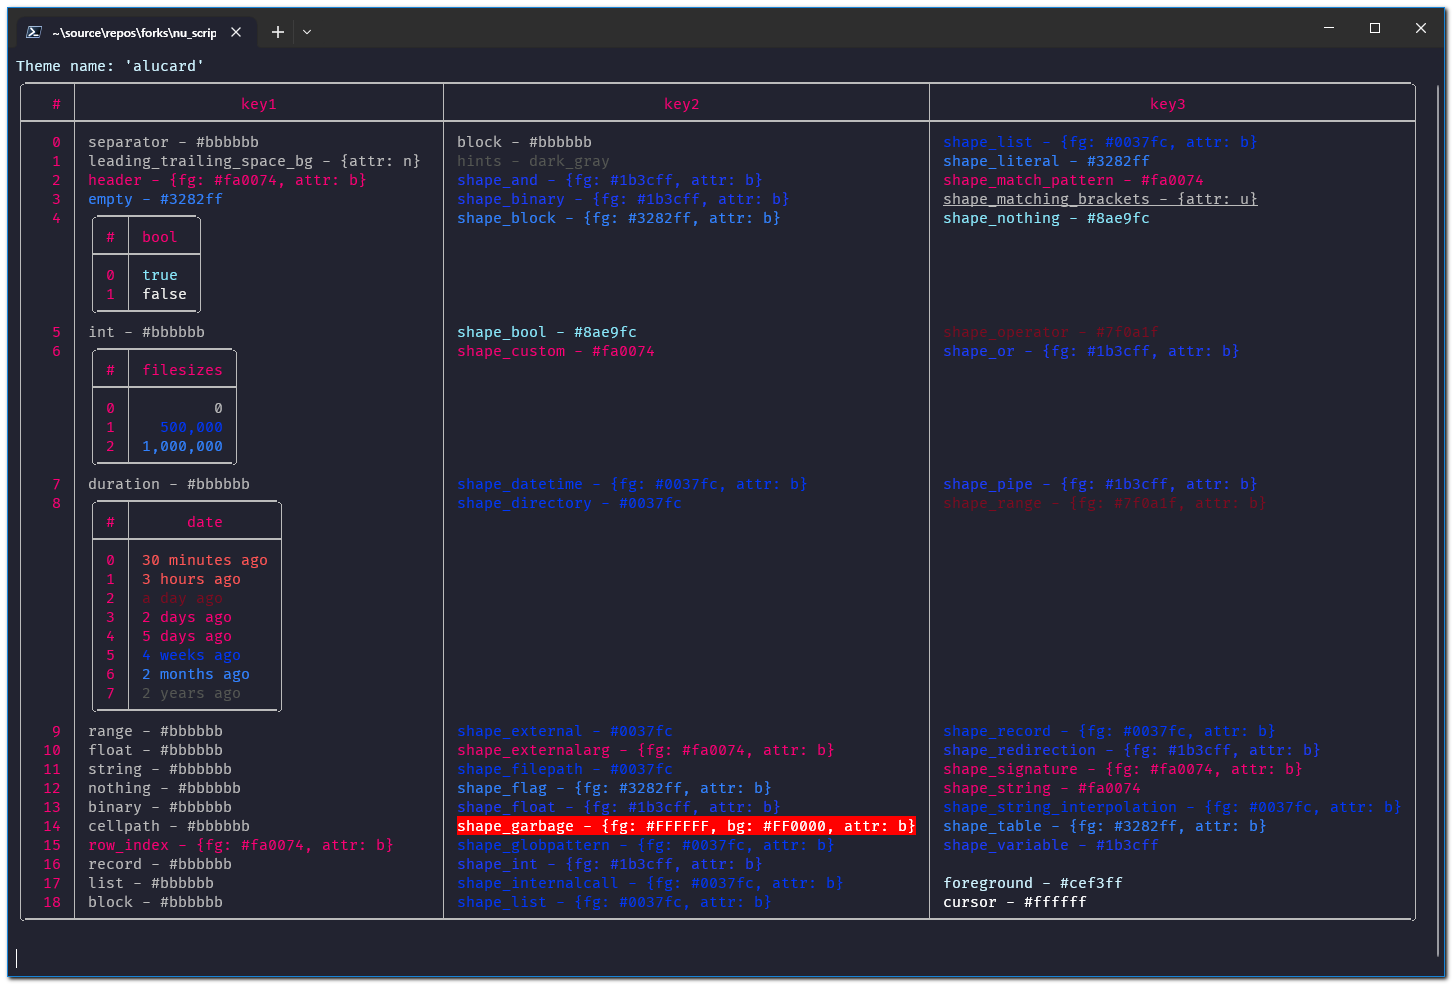 ~\source\repos\forks\nu_scrip
Theme name: 'alucard'
# key1 key2 key3
0 separator - #bbbbbb block - #bbbbbb shape_list - {fg: #0037fc, attr: b}
1 leading_trailing_space_bg - {attr: n} hints - dark_gray shape_literal - #3282ff
2 header - {fg: #fa0074, attr: b} shape_and - {fg: #1b3cff, attr: b} shape_match_pattern - #fa0074
3 empty - #3282ff shape_binary - {fg: #1b3cff, attr: b} shape_matching_brackets - {attr: u}
4 shape_block - {fg: #3282ff, attr: b} shape_nothing - #8ae9fc
# bool
0 true
1 false
5 int - #bbbbbb shape_bool - #8ae9fc shape_operator - #7f0a1f
6 shape_custom - #fa0074 shape_or - {fg: #1b3cff, attr: b}
# filesizes
0 0
1 500,000
2 1,000,000
7 duration - #bbbbbb shape_datetime - {fg: #0037fc, attr: b} shape_pipe - {fg: #1b3cff, attr: b}
8 shape_directory - #0037fc shape_range - {fg: #7f0a1f, attr: b}
# date
0 30 minutes ago
1 3 hours ago
2 a day ago
3 2 days ago
4 5 days ago
5 4 weeks ago
6 2 months ago
7 2 years ago
9 range - #bbbbbb shape_external - #0037fc shape_record - {fg: #0037fc, attr: b}
10 float - #bbbbbb shape_externalarg - {fg: #fa0074, attr: b} shape_redirection - {fg: #1b3cff, attr: b}
11 string - #bbbbbb shape_filepath - #0037fc shape_signature - {fg: #fa0074, attr: b}
12 nothing - #bbbbbb shape_flag - {fg: #3282ff, attr: b} shape_string - #fa0074
13 binary - #bbbbbb shape_float - {fg: #1b3cff, attr: b} shape_string_interpolation - {fg: #0037fc, attr: b}
14 cellpath - #bbbbbb shape_garbage - {fg: #FFFFFF, bg: #FF0000, attr: b} shape_table - {fg: #3282ff, attr: b}
15 row_index - {fg: #fa0074, attr: b} shape_globpattern - {fg: #0037fc, attr: b} shape_variable - #1b3cff
16 record - #bbbbbb shape_int - {fg: #1b3cff, attr: b}
17 list - #bbbbbb shape_internalcall - {fg: #0037fc, attr: b} foreground - #cef3ff
18 block - #bbbbbb shape_list - {fg: #0037fc, attr: b} cursor - #ffffff